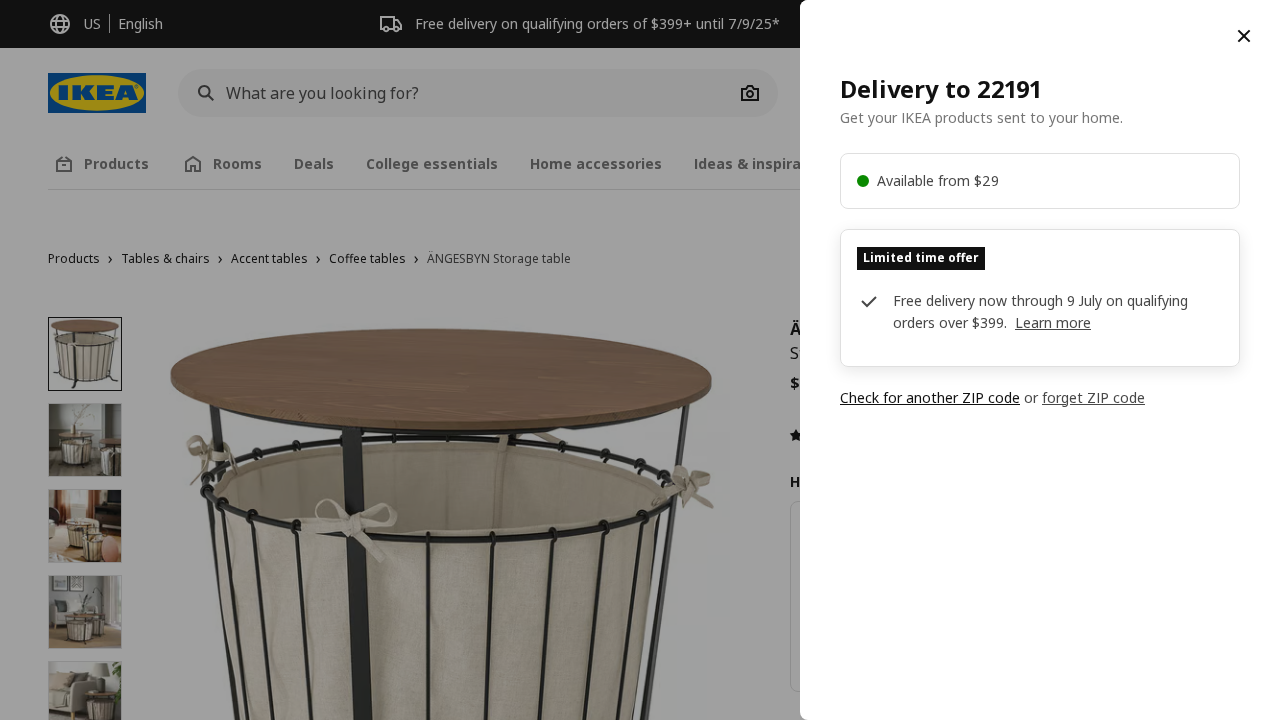 US English
Free delivery on qualifying orders of $399+ until 7/9/25*
IKEA
What are you looking for?
Products
Rooms
Deals
College essentials
Home accessories
Ideas & inspira
Products › Tables & chairs › Accent tables › Coffee tables › ÄNGESBYN Storage table
$
Delivery to 22191
Get your IKEA products sent to your home.
Available from $29
Limited time offer
Free delivery now through 9 July on qualifying
orders over $399. Learn more
Check for another ZIP code or forget ZIP code